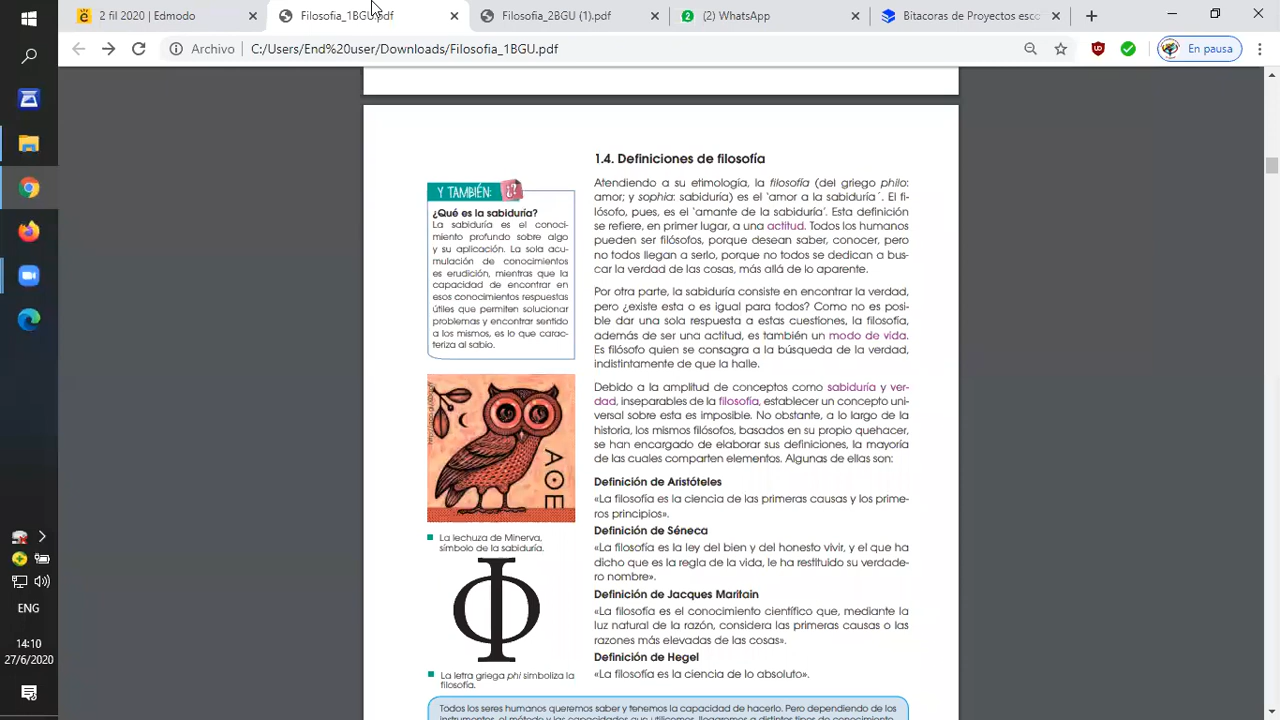 2 fil 2020 | Edmodo
Filosofia_1BGU.pdf
Filosofia_2BGU (1).pdf
(2) WhatsApp
Bitacoras de Proyectos esco
Archivo
C:/Users/End%20user/Downloads/Filosofia_1BGU.pdf
En pausa
Y TAMBIÉN:
¿?
¿Qué es la sabiduría?
La sabiduría es el conoci-
miento profundo sobre algo
y su aplicación. La sola acu-
mulación de conocimientos
es erudición, mientras que la
capacidad de encontrar en
esos conocimientos respuestas
útiles que permiten solucionar
problemas y encontrar sentido
a los mismos, es lo que carac-
teriza al sabio.
ΑΘΕ
La lechuza de Minerva,
símbolo de la sabiduría.
Φ
La letra griega phi simboliza la
filosofía.
1.4. Definiciones de filosofía
Atendiendo a su etimología, la filosofía (del griego philo:
amor; y sophia: sabiduría) es el 'amor a la sabiduría´. El fi-
lósofo, pues, es el 'amante de la sabiduría'. Esta definición
se refiere, en primer lugar, a una actitud. Todos los humanos
pueden ser filósofos, porque desean saber, conocer, pero
no todos llegan a serlo, porque no todos se dedican a bus-
car la verdad de las cosas, más allá de lo aparente.
Por otra parte, la sabiduría consiste en encontrar la verdad,
pero ¿existe esta o es igual para todos? Como no es posi-
ble dar una sola respuesta a estas cuestiones, la filosofía,
además de ser una actitud, es también un modo de vida.
Es filósofo quien se consagra a la búsqueda de la verdad,
indistintamente de que la halle.
Debido a la amplitud de conceptos como sabiduría y ver-
dad, inseparables de la filosofía, establecer un concepto uni-
versal sobre esta es imposible. No obstante, a lo largo de la
historia, los mismos filósofos, basados en su propio quehacer,
se han encargado de elaborar sus definiciones, la mayoría
de las cuales comparten elementos. Algunas de ellas son:
Definición de Aristóteles
«La filosofía es la ciencia de las primeras causas y los prime-
ros principios».
Definición de Séneca
«La filosofía es la ley del bien y del honesto vivir, y el que ha
dicho que es la regla de la vida, le ha restituido su verdade-
ro nombre».
Definición de Jacques Maritain
«La filosofía es el conocimiento científico que, mediante la
luz natural de la razón, considera las primeras causas o las
razones más elevadas de las cosas».
Definición de Hegel
«La filosofía es la ciencia de lo absoluto».
Todos los seres humanos queremos saber y tenemos la capacidad de hacerlo. Pero dependiendo de los
instrumentos, el método y las capacidades que utilicemos, llegaremos a distintos tipos de conocimiento.
ENG
14:10
27/6/2020